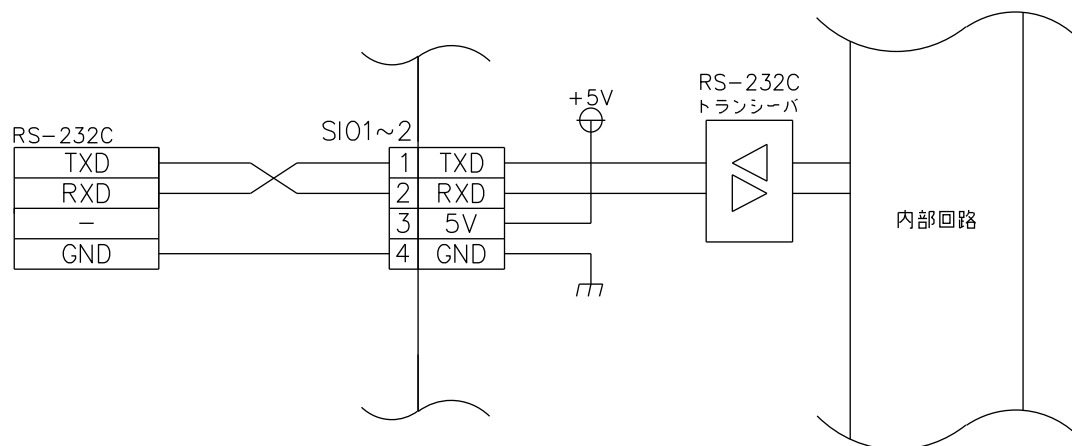 RS-232C
トランシーバ
+5V
SIO1~2
RS-232C
TXD 1 TXD
RXD 2 RXD
- 3 5V
GND 4 GND
内部回路